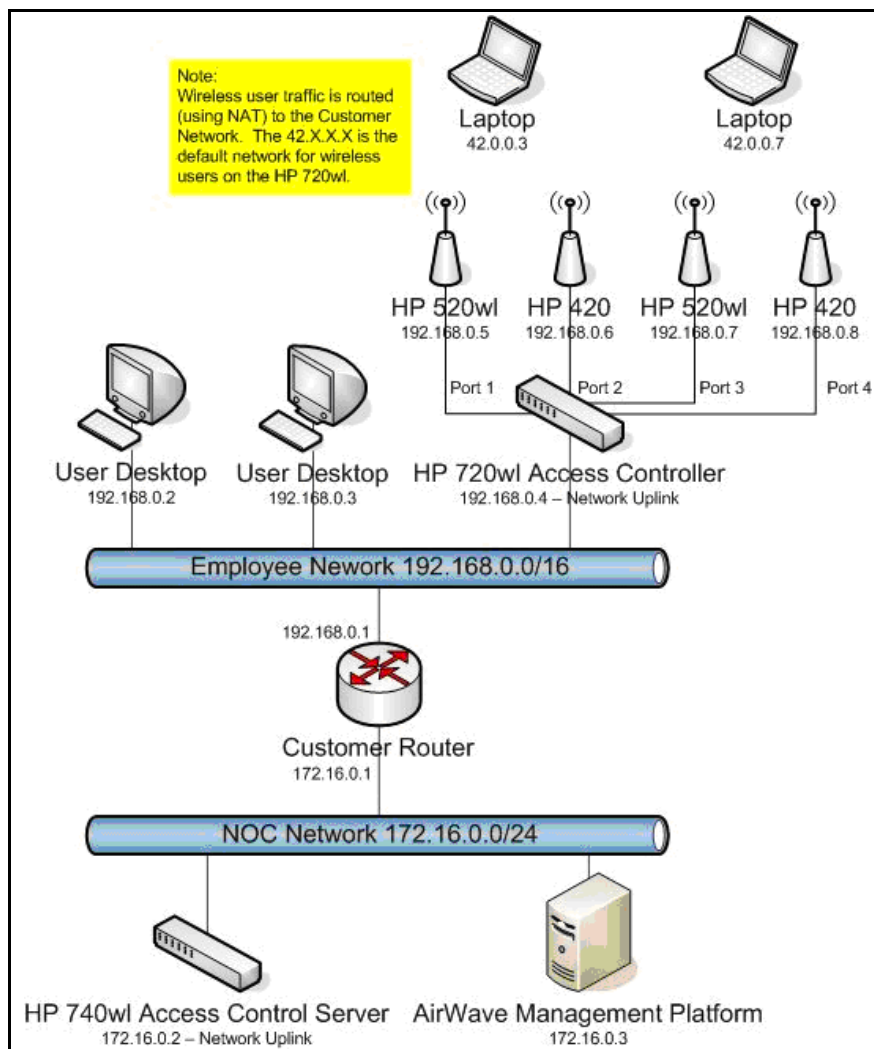 Note:
Wireless user traffic is routed
(using NAT) to the Customer
Network. The 42.X.X.X is the
default network for wireless
users on the HP 720wl.
Laptop
42.0.0.3
Laptop
42.0.0.7
HP 520wl
192.168.0.5
HP 420
192.168.0.6
HP 520wl
192.168.0.7
HP 420
192.168.0.8
Port 1
Port 2
Port 3
Port 4
User Desktop
192.168.0.2
User Desktop
192.168.0.3
HP 720wl Access Controller
192.168.0.4 – Network Uplink
Employee Nework 192.168.0.0/16
192.168.0.1
Customer Router
172.16.0.1
NOC Network 172.16.0.0/24
HP 740wl Access Control Server
172.16.0.2 – Network Uplink
AirWave Management Platform
172.16.0.3